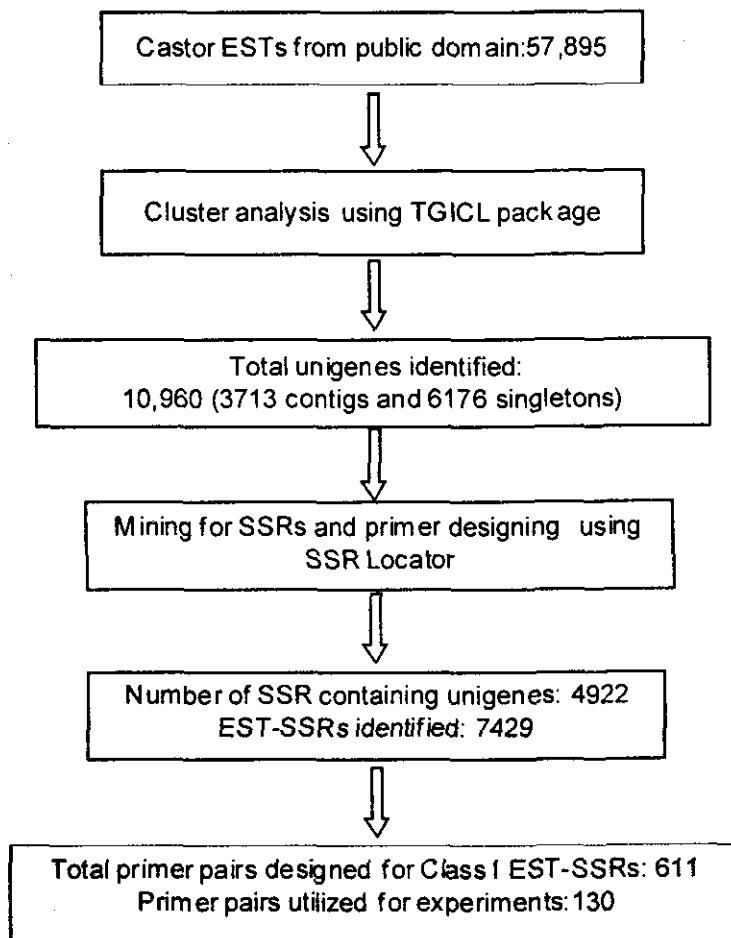 Castor ESTs from public domain:57,895
Cluster analysis using TGICL package
Total unigenes identified:
10,960 (3713 contigs and 6176 singletons)
Mining for SSRs and primer designing using
SSR Locator
Number of SSR containing unigenes: 4922
EST-SSRs identified: 7429
Total primer pairs designed for Class I EST-SSRs: 611
Primer pairs utilized for experiments:130